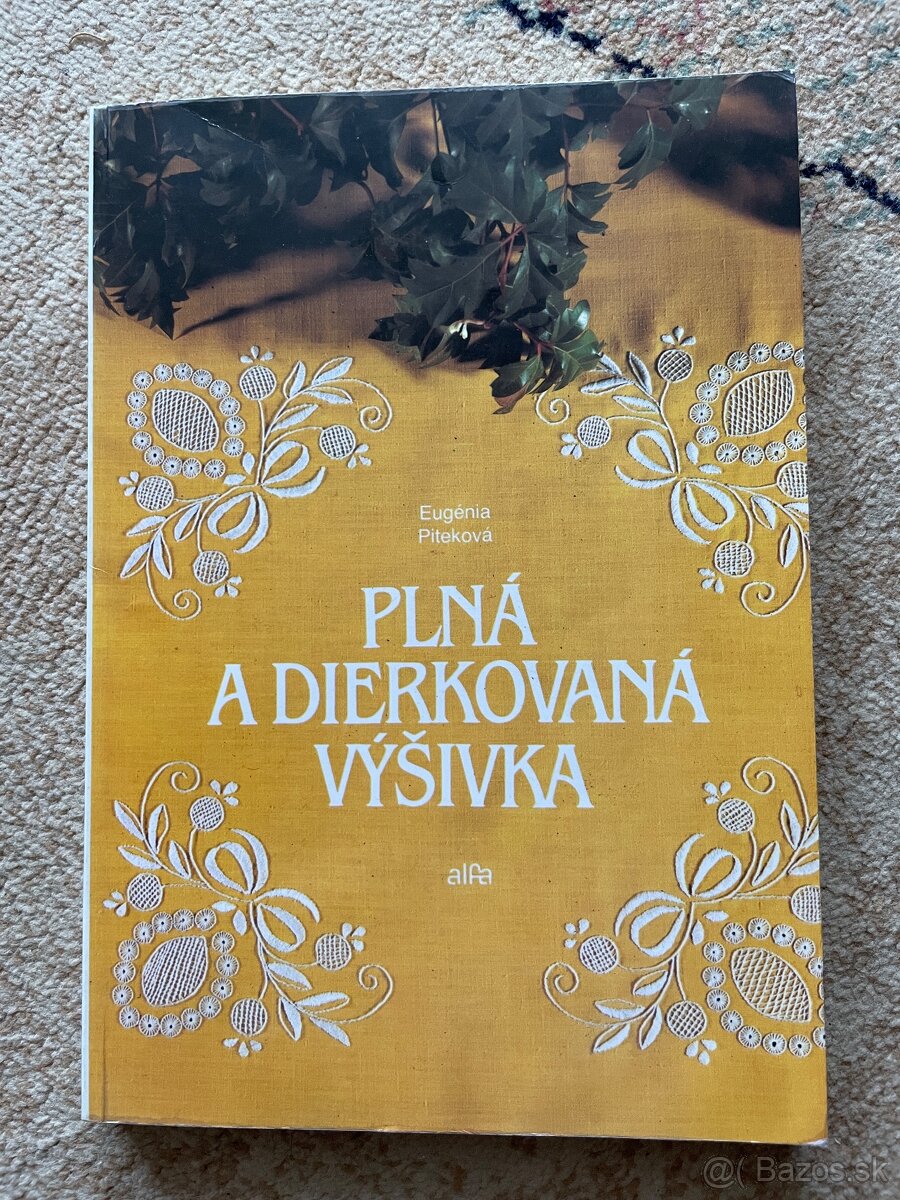 Eugénia
Piteková
PLNÁ
A DIERKOVANÁ
VÝŠIVKA
alfa
@( Bazos.sk